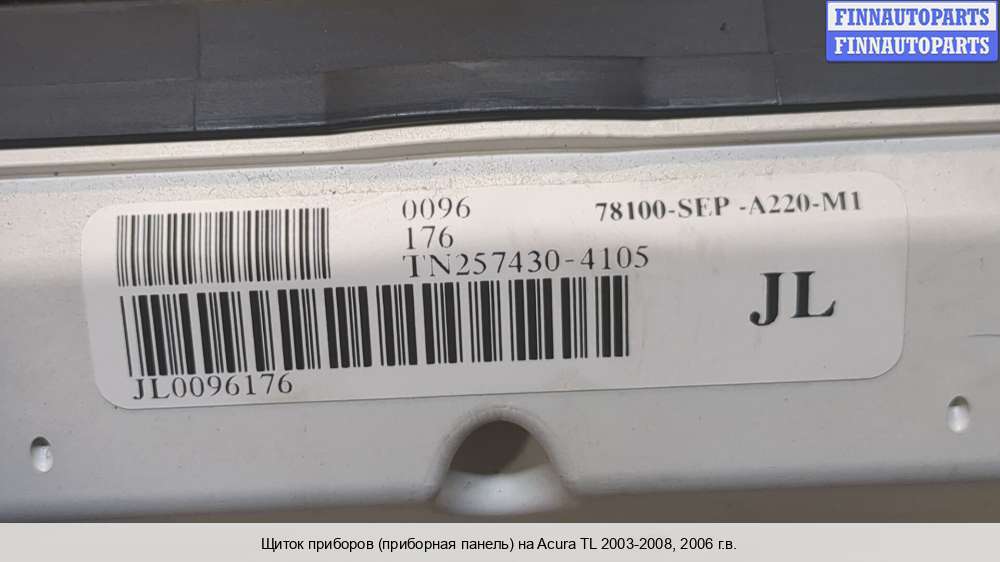 FINNAUTOPARTS
FINNAUTOPARTS
0096
78100-SEP -A220-M1
176
TN257430-4105
JL
JL0096176
Щиток приборов (приборная панель) на Acura TL 2003-2008, 2006 г.в.